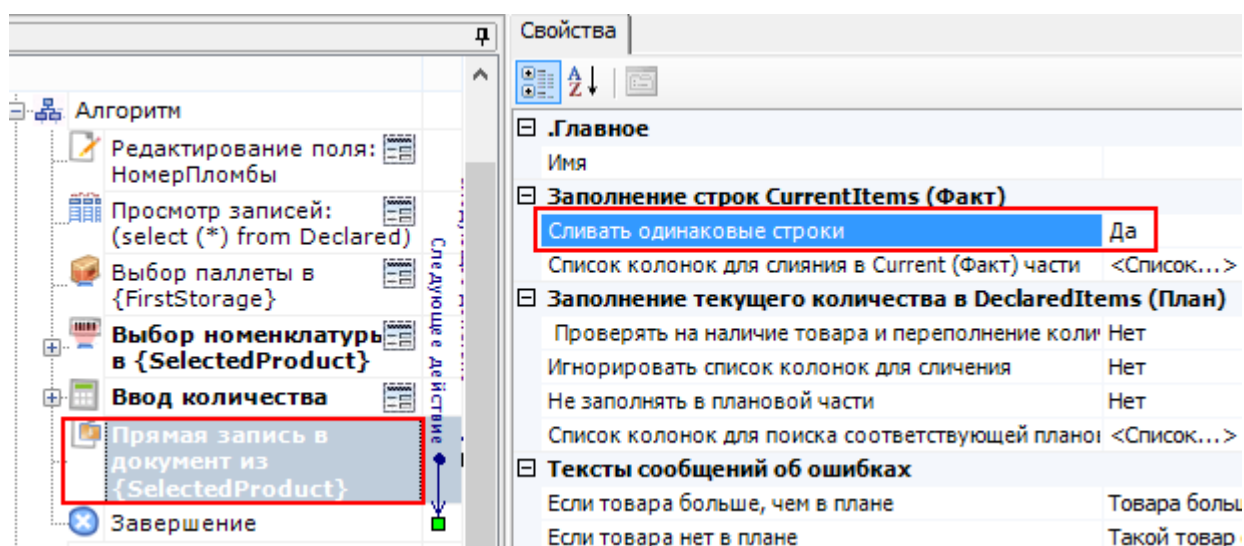 Свойства
Алгоритм
Редактирование поля:
НомерПломбы
Просмотр записей:
(select (*) from Declared)
Выбор паллеты в
{FirstStorage}
Выбор номенклатуры
в {SelectedProduct}
Ввод количества
Прямая запись в
документ из
{SelectedProduct}
Завершение
Следующее действие
.Главное
Имя
Заполнение строк CurrentItems (Факт)
Сливать одинаковые строки Да
Список колонок для слияния в Current (Факт) части <Список...>
Заполнение текущего количества в DeclaredItems (План)
Проверять на наличие товара и переполнение коли Нет
Игнорировать список колонок для сличения Нет
Не заполнять в плановой части Нет
Список колонок для поиска соответствующей плано <Список...>
Тексты сообщений об ошибках
Если товара больше, чем в плане Товара больш
Если товара нет в плане Такой товар